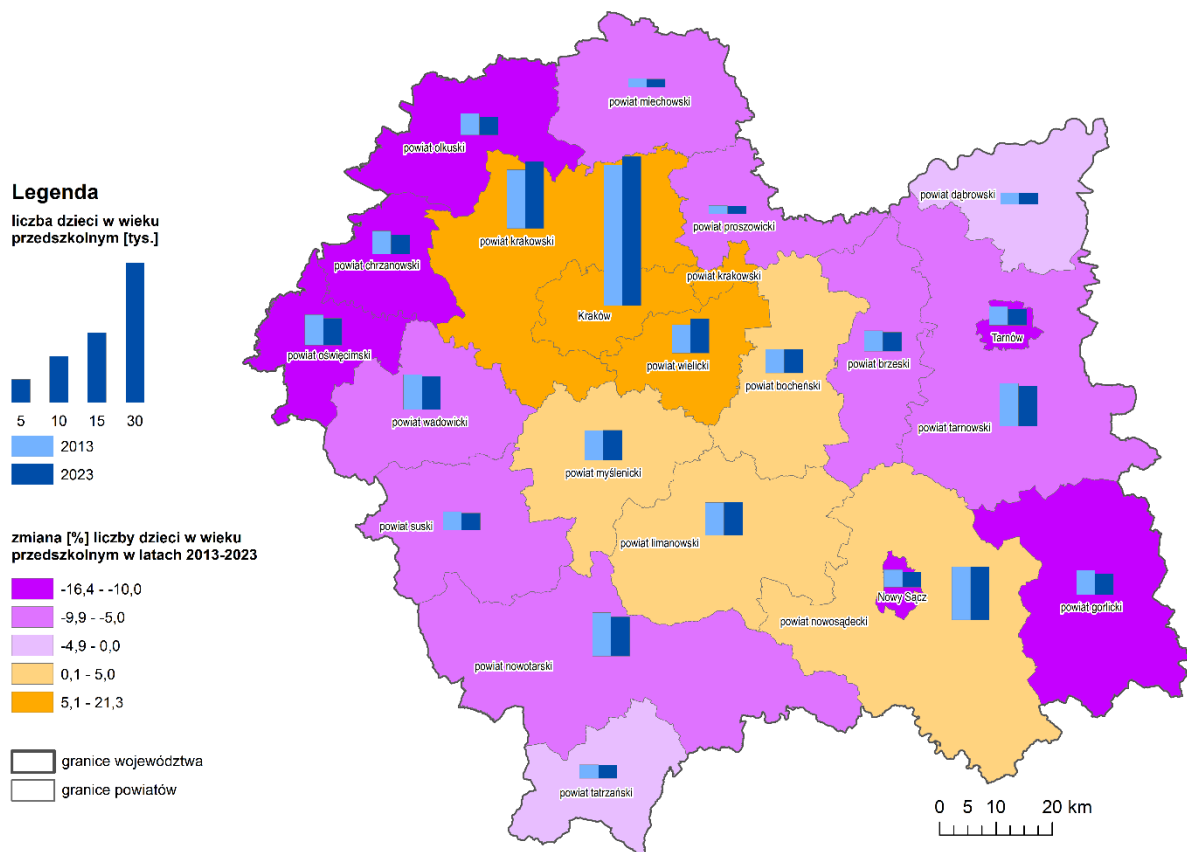 Legenda
liczba dzieci w wieku
przedszkolnym [tys.]
5 10 15 30
2013
2023
zmiana [%] liczby dzieci w wieku
przedszkolnym w latach 2013-2023
-16,4 - -10,0
-9,9 - -5,0
-4,9 - 0,0
0,1 - 5,0
5,1 - 21,3
granice województwa
granice powiatów
powiat miechowski
powiat olkuski
powiat dąbrowski
powiat proszowicki
powiat krakowski
powiat chrzanowski
powiat krakowski
Kraków
Tarnów
powiat oświęcimski
powiat wielicki
powiat brzeski
powiat bocheński
powiat wadowicki
powiat tarnowski
powiat myślenicki
powiat suski
powiat limanowski
Nowy Sącz
powiat gorlicki
powiat nowosądecki
powiat nowotarski
powiat tatrzański
0 5 10 20 km